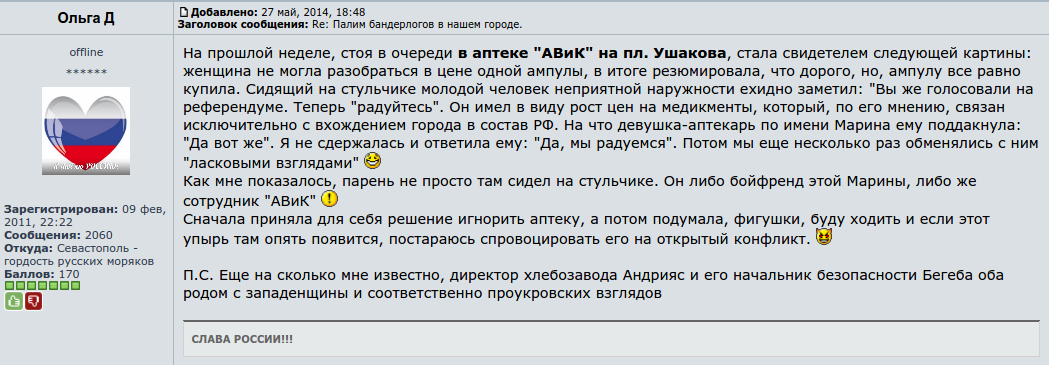 Ольга Д
Добавлено: 27 май, 2014, 18:48
Заголовок сообщения: Re: Палим бандерлогов в нашем городе.
offline
******
Зарегистрирован: 09 фев,
2011, 22:22
Сообщения: 2060
Откуда: Севастополь -
гордость русских моряков
Баллов: 170
На прошлой неделе, стоя в очереди в аптеке "АВиК" на пл. Ушакова, стала свидетелем следующей картины:
женщина не могла разобраться в цене одной ампулы, в итоге резюмировала, что дорого, но, ампулу все равно
купила. Сидящий на стульчике молодой человек неприятной наружности ехидно заметил: "Вы же голосовали на
референдуме. Теперь "радуйтесь". Он имел в виду рост цен на медикменты, который, по его мнению, связан
исключительно с вхождением города в состав РФ. На что девушка-аптекарь по имени Марина ему поддакнула:
"Да вот же". Я не сдержалась и ответила ему: "Да, мы радуемся". Потом мы еще несколько раз обменялись с ним
"ласковыми взглядами"
Как мне показалось, парень не просто там сидел на стульчике. Он либо бойфренд этой Марины, либо же
сотрудник "АВиК"
Сначала приняла для себя решение игнорить аптеку, а потом подумала, фигушки, буду ходить и если этот
упырь там опять появится, постараюсь спровоцировать его на открытый конфликт.
П.С. Еще на сколько мне известно, директор хлебозавода Андрияс и его начальник безопасности Бегеба оба
родом с западенщины и соответственно проукровских взглядов
СЛАВА РОССИИ!!!